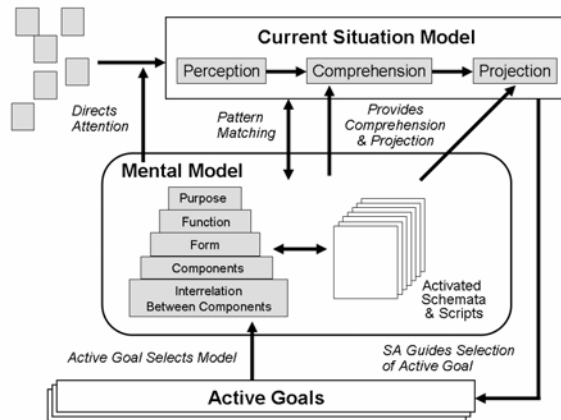 Current Situation Model
Perception
Comprehension
Projection
Directs
Attention
Pattern
Matching
Provides
Comprehension
& Projection
Mental Model
Purpose
Function
Form
Components
Interrelation
Between Components
Activated
Schemata
& Scripts
Active Goal Selects Model
SA Guides Selection
of Active Goal
Active Goals